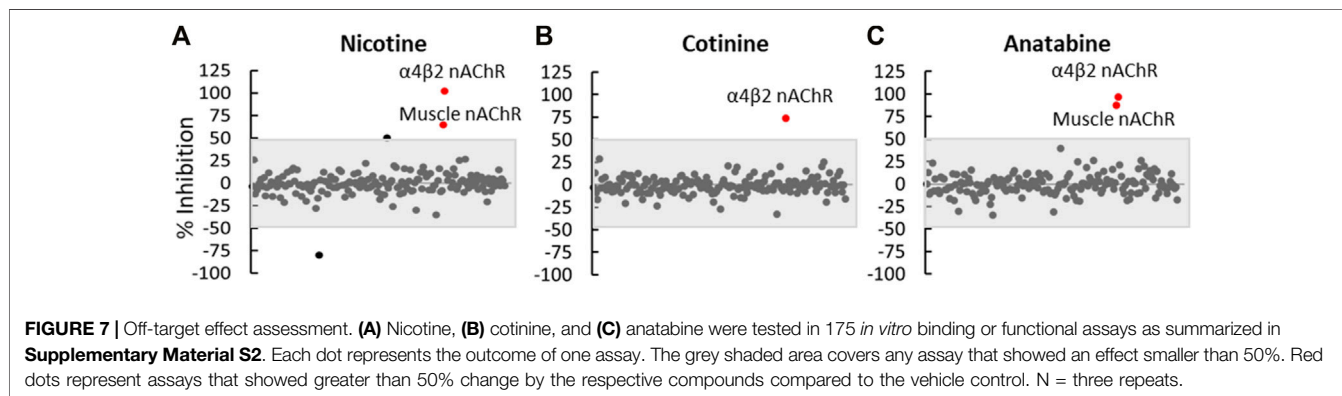 A
Nicotine
% Inhibition
125
100
75
50
25
0
-25
-50
-75
-100
α4β2 nAChR
Muscle nAChR
B
Cotinine
125
100
75
50
25
0
-25
-50
-75
-100
α4β2 nAChR
C
Anatabine
125
100
75
50
25
0
-25
-50
-75
-100
α4β2 nAChR
Muscle nAChR
FIGURE 7 | Off-target effect assessment. (A) Nicotine, (B) cotinine, and (C) anatabine were tested in 175 in vitro binding or functional assays as summarized in
Supplementary Material S2. Each dot represents the outcome of one assay. The grey shaded area covers any assay that showed an effect smaller than 50%. Red
dots represent assays that showed greater than 50% change by the respective compounds compared to the vehicle control. N = three repeats.